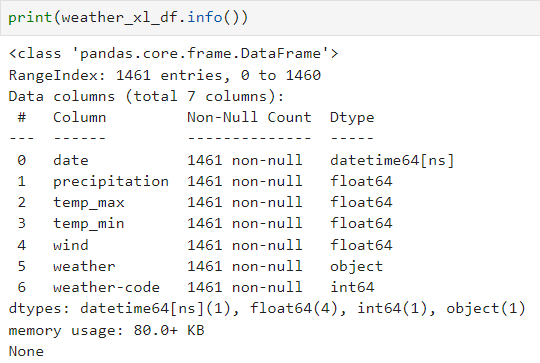 print(weather_xl_df.info())
<class 'pandas.core.frame.DataFrame'>
RangeIndex: 1461 entries, 0 to 1460
Data columns (total 7 columns):
 #   Column         Non-Null Count  Dtype
---  ------         --------------  -----
 0   date           1461 non-null   datetime64[ns]
 1   precipitation  1461 non-null   float64
 2   temp_max       1461 non-null   float64
 3   temp_min       1461 non-null   float64
 4   wind           1461 non-null   float64
 5   weather        1461 non-null   object
 6   weather-code   1461 non-null   int64
dtypes: datetime64[ns](1), float64(4), int64(1), object(1)
memory usage: 80.0+ KB
None